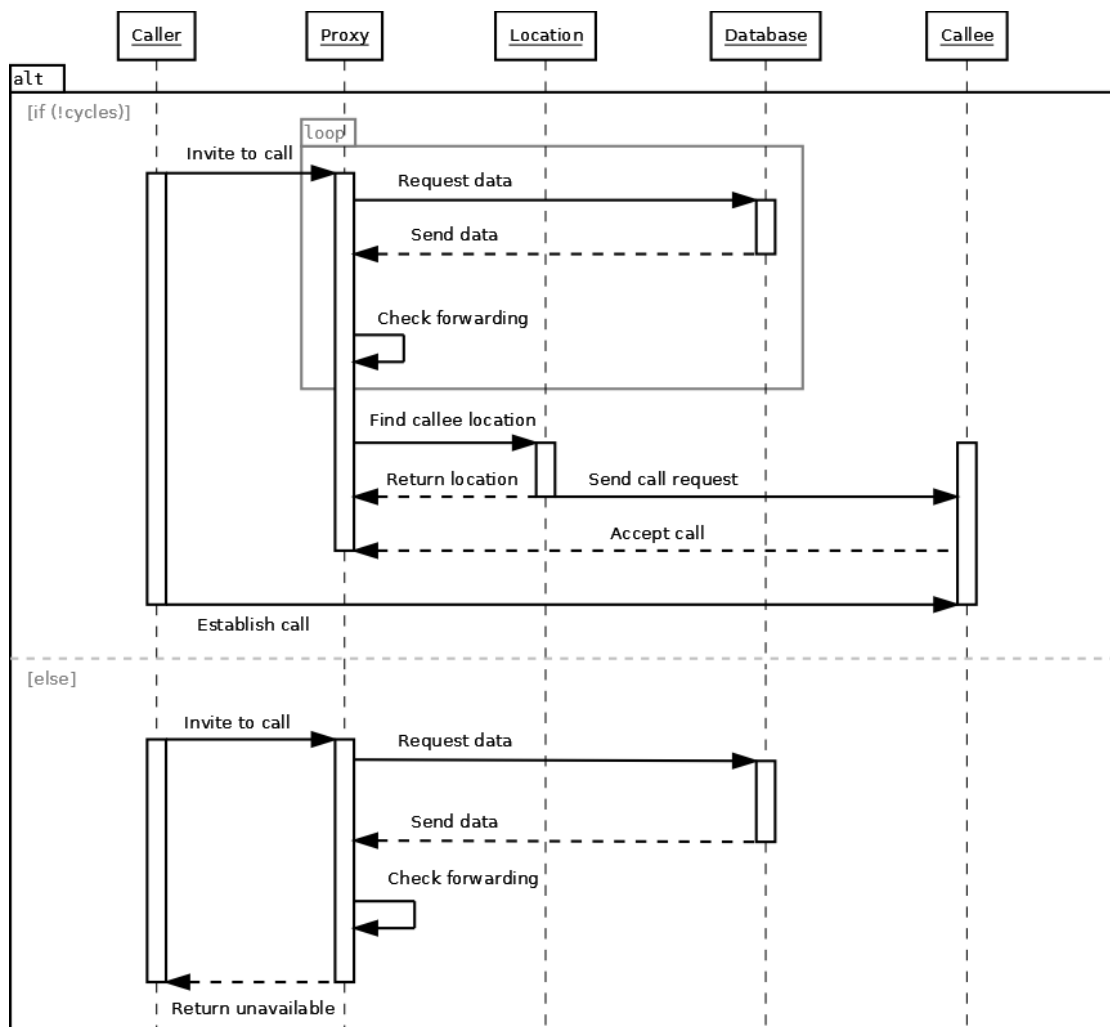 Caller
Proxy
Location
Database
Callee
alt
[if (!cycles)]
loop
Invite to call
Request data
Send data
Check forwarding
Find callee location
Return location
Send call request
Accept call
Establish call
[else]
Invite to call
Request data
Send data
Check forwarding
Return unavailable